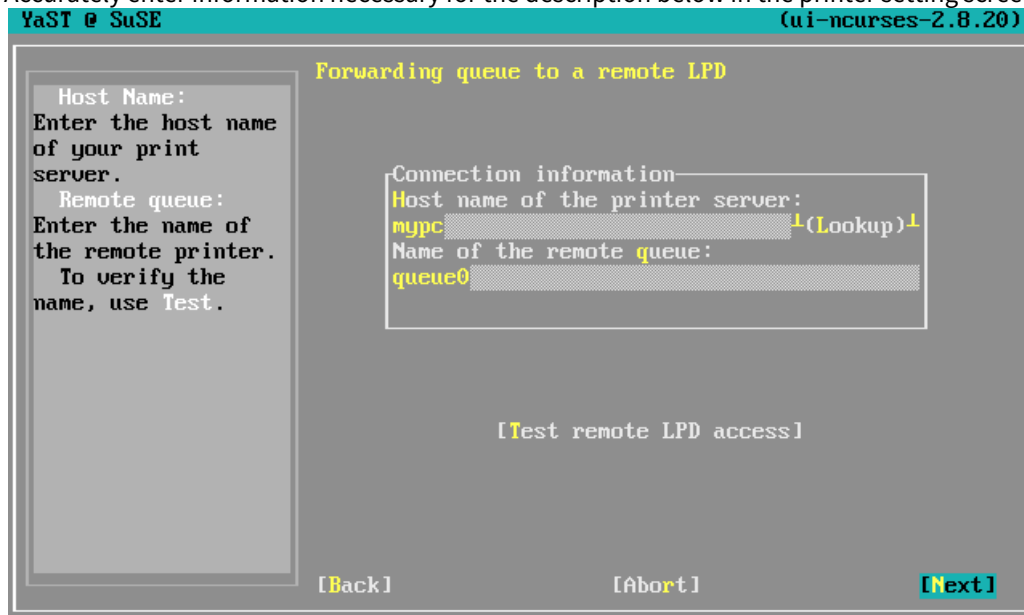 Accurately enter information necessary for the description below in the printer setting scree
YaST @ SuSE
(ui-ncurses-2.8.20)
Host Name:
Enter the host name
of your print
server.
Remote queue:
Enter the name of
the remote printer.
To verify the
name, use Test.
Forwarding queue to a remote LPD
Connection information
Host name of the printer server:
mypc
(Lookup)
Name of the remote queue:
queue0
[Test remote LPD access]
[Back]
[Abort]
[Next]